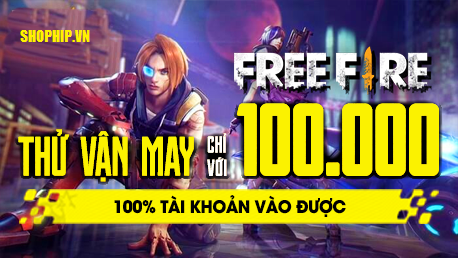 SHOPHIP.VN
FREE FIRE
THỬ VẬN MAY CHỈ VỚI 100.000
100% TÀI KHOẢN VÀO ĐƯỢC